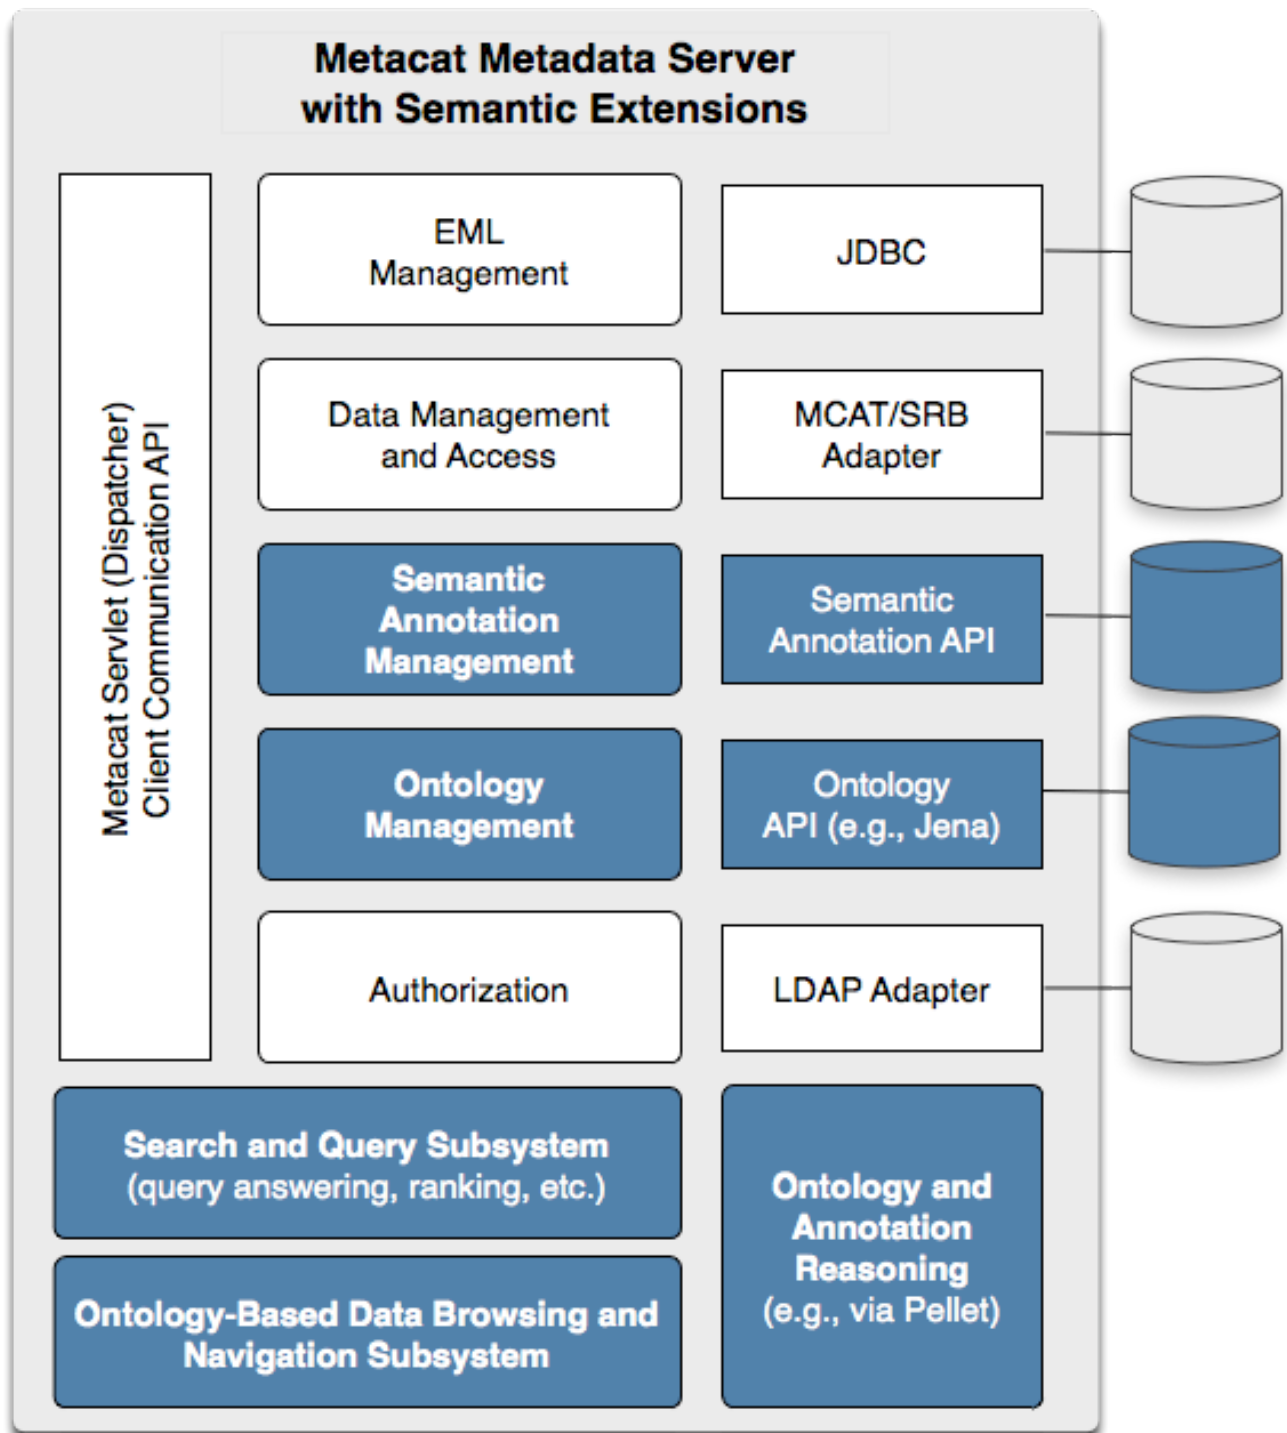 Metacat Metadata Server
with Semantic Extensions
Metacat Servlet (Dispatcher)
Client Communication API
EML
Management
JDBC
Data Management
and Access
MCAT/SRB
Adapter
Semantic
Annotation
Management
Semantic
Annotation API
Ontology
Management
Ontology
API (e.g., Jena)
Authorization
LDAP Adapter
Search and Query Subsystem
(query answering, ranking, etc.)
Ontology-Based Data Browsing and
Navigation Subsystem
Ontology and
Annotation
Reasoning
(e.g., via Pellet)